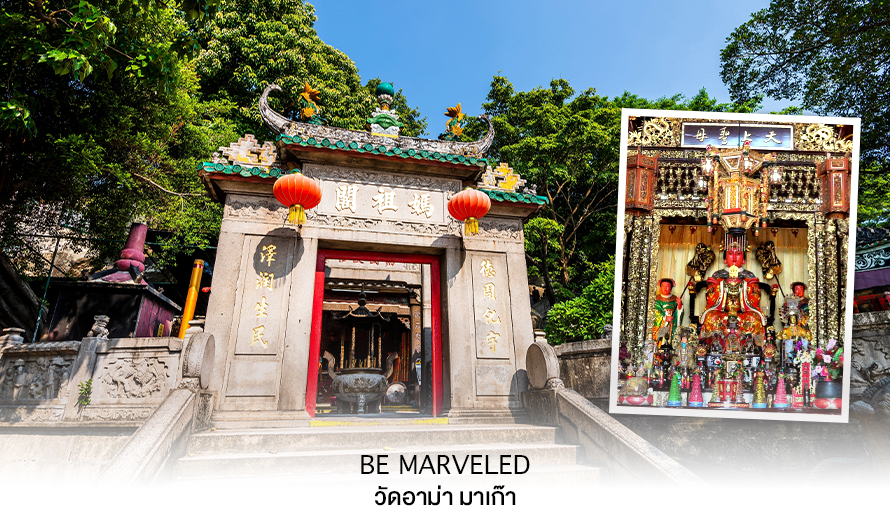 媽祖閣
德周化宇
澤潤生民
天上聖母
BE MARVELED
วัดอาม่า มาเก๊า